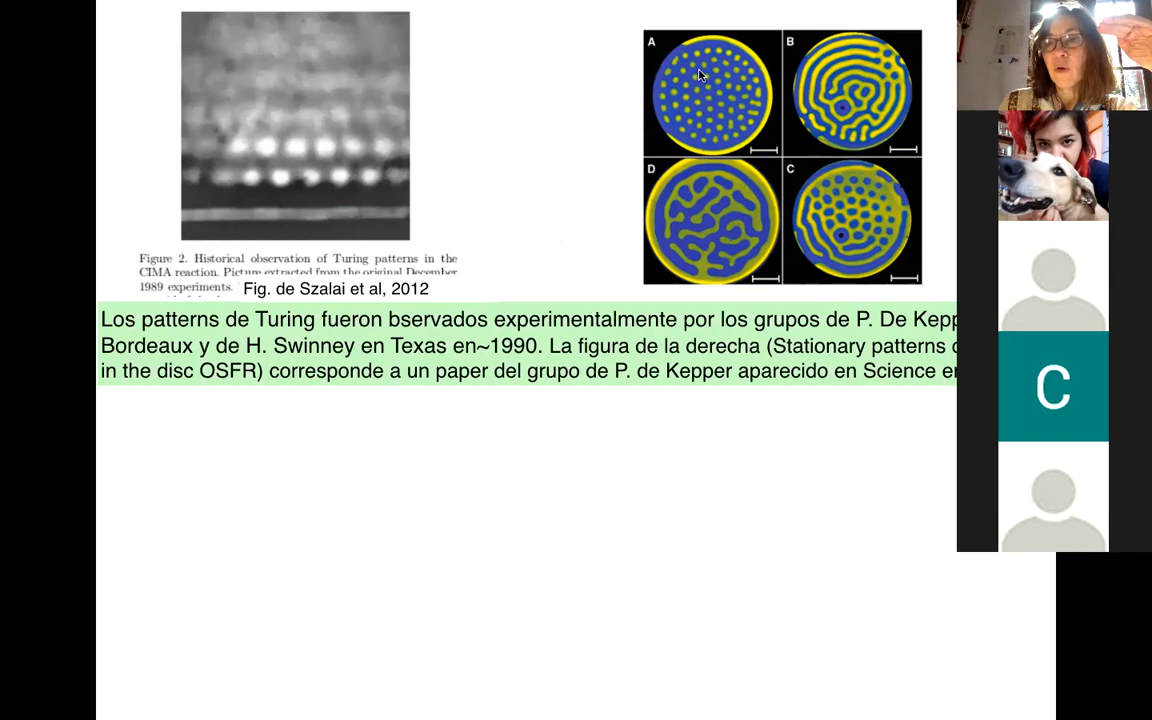 A
B
D
C
Figure 2. Historical observation of Turing patterns in the
CIMA reaction. Picture extracted from the original December
1989 experiments.
Fig. de Szalai et al, 2012
Los patterns de Turing fueron bservados experimentalmente por los grupos de P. De Kepp
Bordeaux y de H. Swinney en Texas en~1990. La figura de la derecha (Stationary patterns
in the disc OSFR) corresponde a un paper del grupo de P. de Kepper aparecido en Science
C